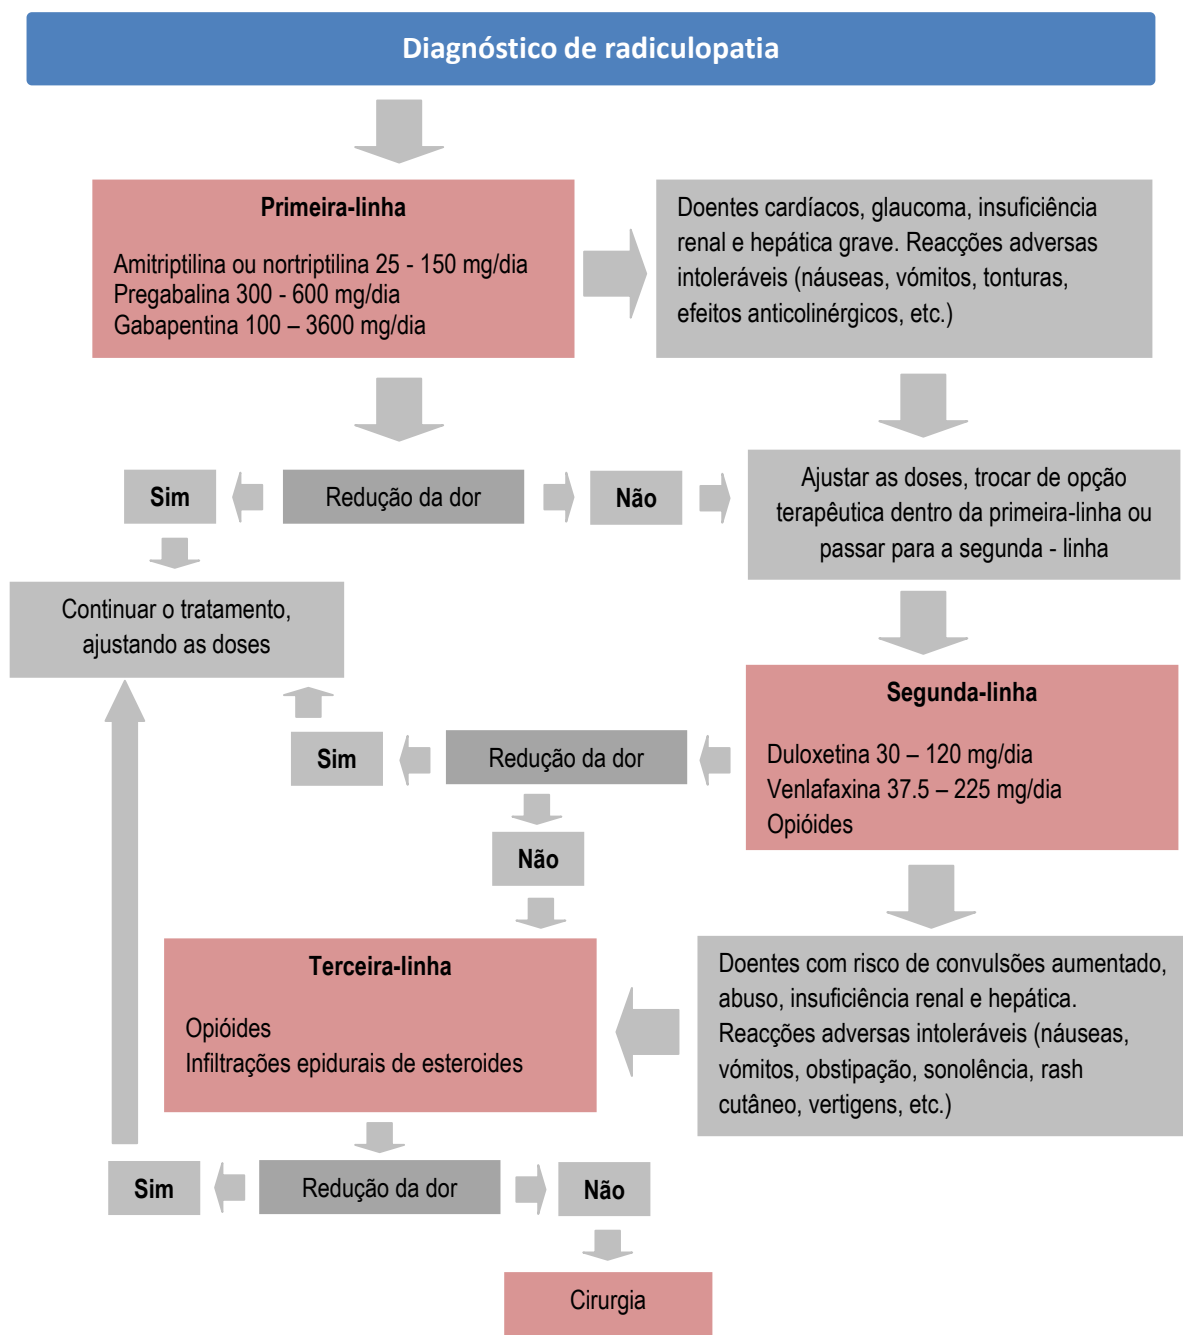 Diagnóstico de radiculopatia
Primeira-linha
Amitriptilina ou nortriptilina 25 - 150 mg/dia
Pregabalina 300 - 600 mg/dia
Gabapentina 100 – 3600 mg/dia
Doentes cardíacos, glaucoma, insuficiência
renal e hepática grave. Reacções adversas
intoleráveis (náuseas, vómitos, tonturas,
efeitos anticolinérgicos, etc.)
Sim
Redução da dor
Não
Ajustar as doses, trocar de opção
terapêutica dentro da primeira-linha ou
passar para a segunda - linha
Continuar o tratamento,
ajustando as doses
Segunda-linha
Duloxetina 30 – 120 mg/dia
Venlafaxina 37.5 – 225 mg/dia
Opióides
Sim
Redução da dor
Não
Terceira-linha
Opióides
Infiltrações epidurais de esteroides
Doentes com risco de convulsões aumentado,
abuso, insuficiência renal e hepática.
Reacções adversas intoleráveis (náuseas,
vómitos, obstipação, sonolência, rash
cutâneo, vertigens, etc.)
Sim
Redução da dor
Não
Cirurgia